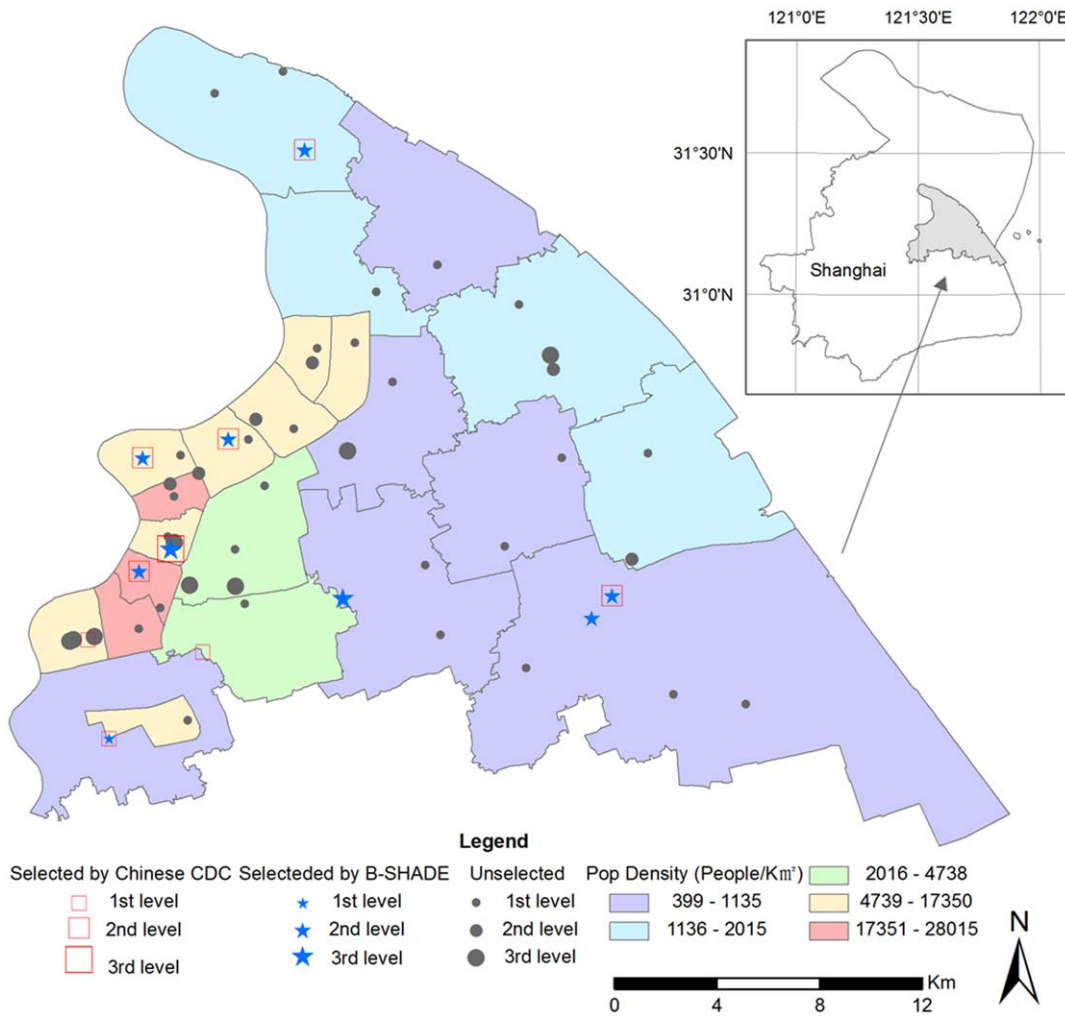 121°0'E 121°30'E 122°0'E
31°30'N
31°0'N
Shanghai
Legend
Selected by Chinese CDC Selecteded by B-SHADE Unselected Pop Density (People/Km²) 2016 - 4738
1st level 1st level 1st level 399 - 1135 4739 - 17350
2nd level 2nd level 2nd level 1136 - 2015 17351 - 28015
3rd level 3rd level 3rd level
N
Km
0 4 8 12